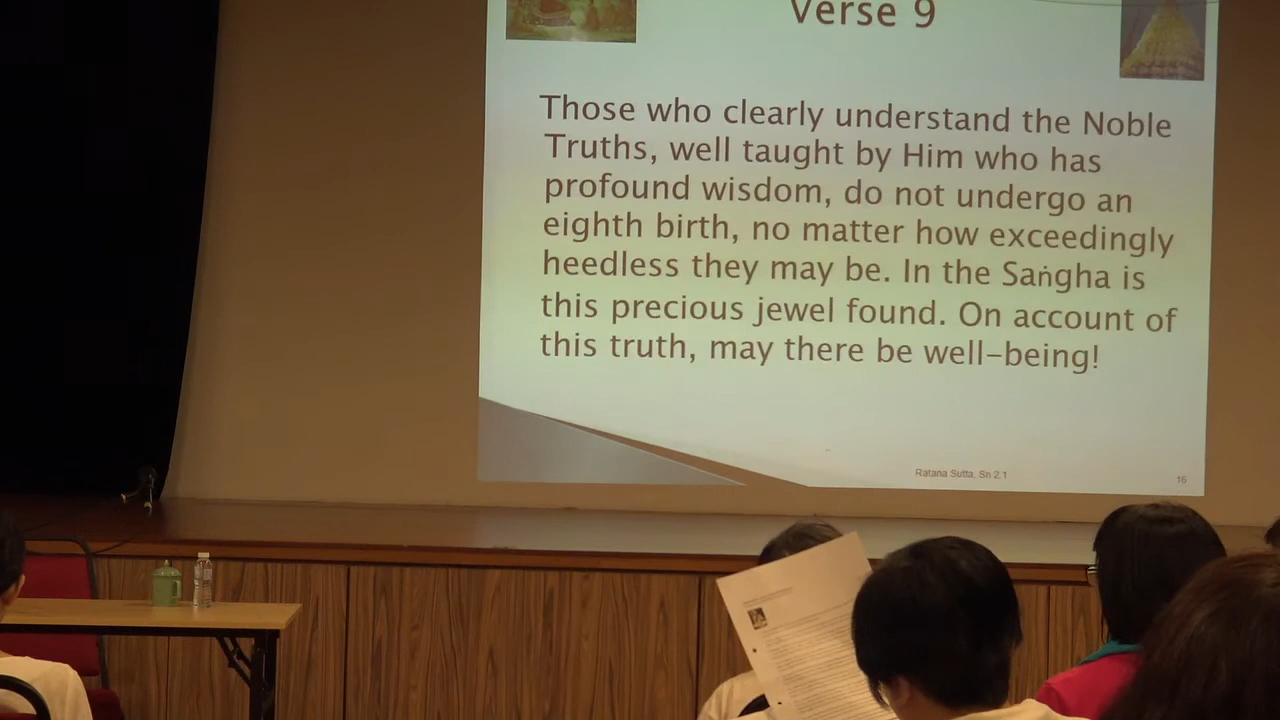 Verse 9
Those who clearly understand the Noble
Truths, well taught by Him who has
profound wisdom, do not undergo an
eighth birth, no matter how exceedingly
heedless they may be. In the Saṅgha is
this precious jewel found. On account of
this truth, may there be well-being!
Ratana Sutta, Sn 2.1
16